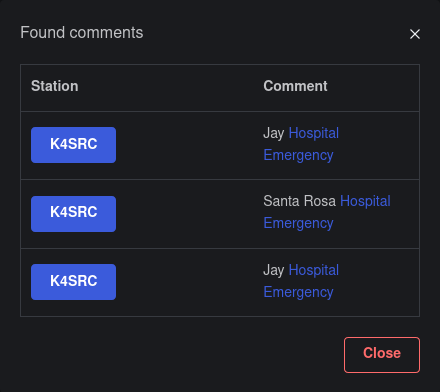 Found comments
×
Station Comment
K4SRC Jay Hospital
Emergency
K4SRC Santa Rosa Hospital
Emergency
K4SRC Jay Hospital
Emergency
Close